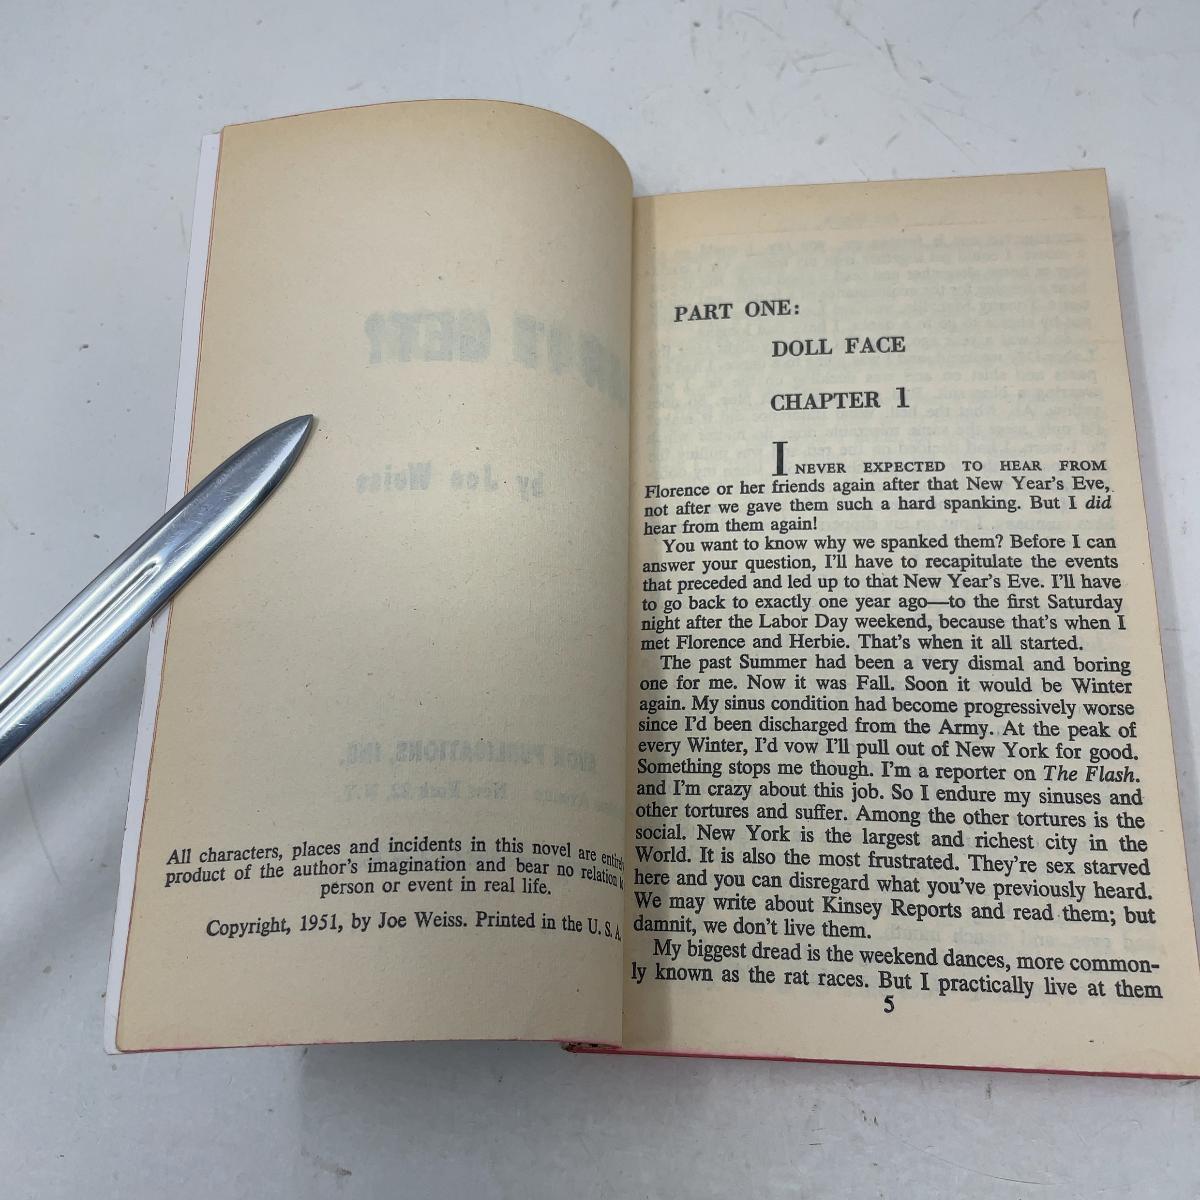 All characters, places and incidents in this novel are
product of the author's imagination and bear no relation
person or event in real life.
Copyright, 1951, by Joe Weiss. Printed in the U. S. A.
PART ONE:
DOLL FACE
CHAPTER 1
I NEVER EXPECTED TO HEAR FROM
Florence or her friends again after that New Year's Eve,
not after we gave them such a hard spanking. But I did
hear from them again!
You want to know why we spanked them? Before I can
answer your question, I'll have to recapitulate the events
that preceded and led up to that New Year's Eve. I'll have
to go back to exactly one year ago—to the first Saturday
night after the Labor Day weekend, because that's when I
met Florence and Herbie. That's when it all started.
The past Summer had been a very dismal and boring
one for me. Now it was Fall. Soon it would be Winter
again. My sinus condition had become progressively worse
since I'd been discharged from the Army. At the peak of
every Winter, I'd vow I'll pull out of New York for good.
Something stops me though. I'm a reporter on The Flash.
and I'm crazy about this job. So I endure my sinuses and
other tortures and suffer. Among the other tortures is the
social. New York is the largest and richest city in the
World. It is also the most frustrated. They're sex starved
here and you can disregard what you've previously heard.
We may write about Kinsey Reports and read them; but
damnit, we don't live them.
My biggest dread is the weekend dances, more common-
ly known as the rat races. But I practically live at them
5